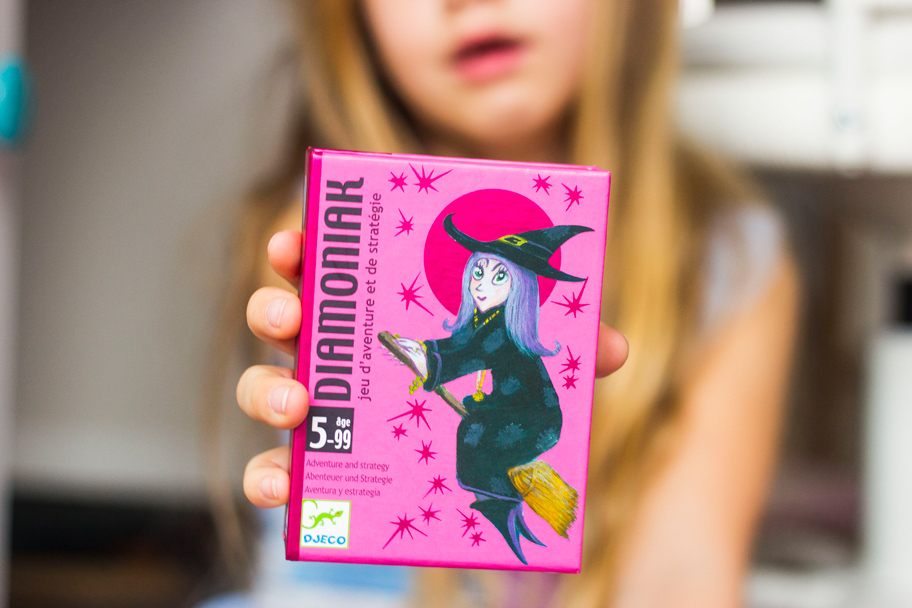 DIAMONIAK
jeu d'aventure et de stratégie
âge
5-99
Adventure and strategy
Abenteuer und Strategie
Aventura y estrategia
DJECO